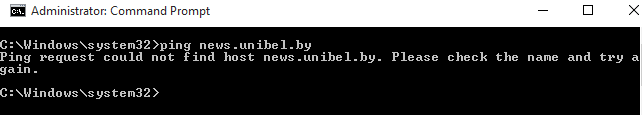 Administrator: Command Prompt
C:\Windows\system32>ping news.unibel.by
Ping request could not find host news.unibel.by. Please check the name and try a
gain.
C:\Windows\system32>